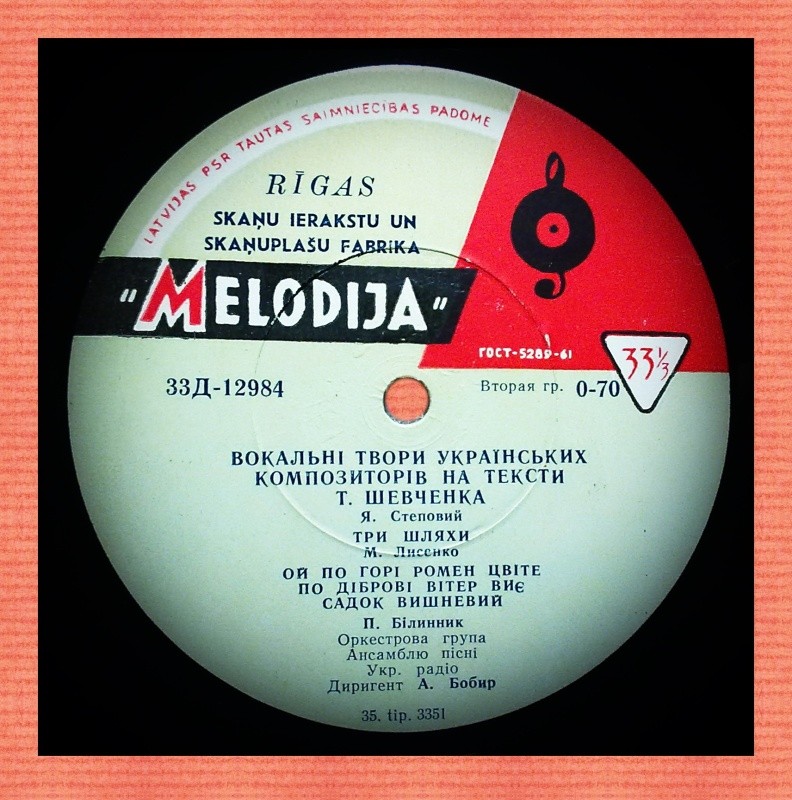 LATVIJAS PSR TAUTAS SAIMNIECĪBAS PADOME
RĪGAS
SKAŅU IERAKSTU UN
SKAŅUPLAŠU FABRIKA
"MELODIJA"
ГОСТ-5289-61
33⅓
33Д-12984
Вторая гр. 0-70
ВОКАЛЬНІ ТВОРИ УКРАЇНСЬКИХ
КОМПОЗИТОРІВ НА ТЕКСТИ
Т. ШЕВЧЕНКА
Я. Степовий
ТРИ ШЛЯХИ
М. Лисенко
ОЙ ПО ГОРІ РОМЕН ЦВІТЕ
ПО ДІБРОВІ ВІТЕР ВИЄ
САДОК ВИШНЕВИЙ
П. Білинник
Оркестрова група
Ансамблю пісні
Укр. радіо
Диригент А. Бобир
35. tip. 3351